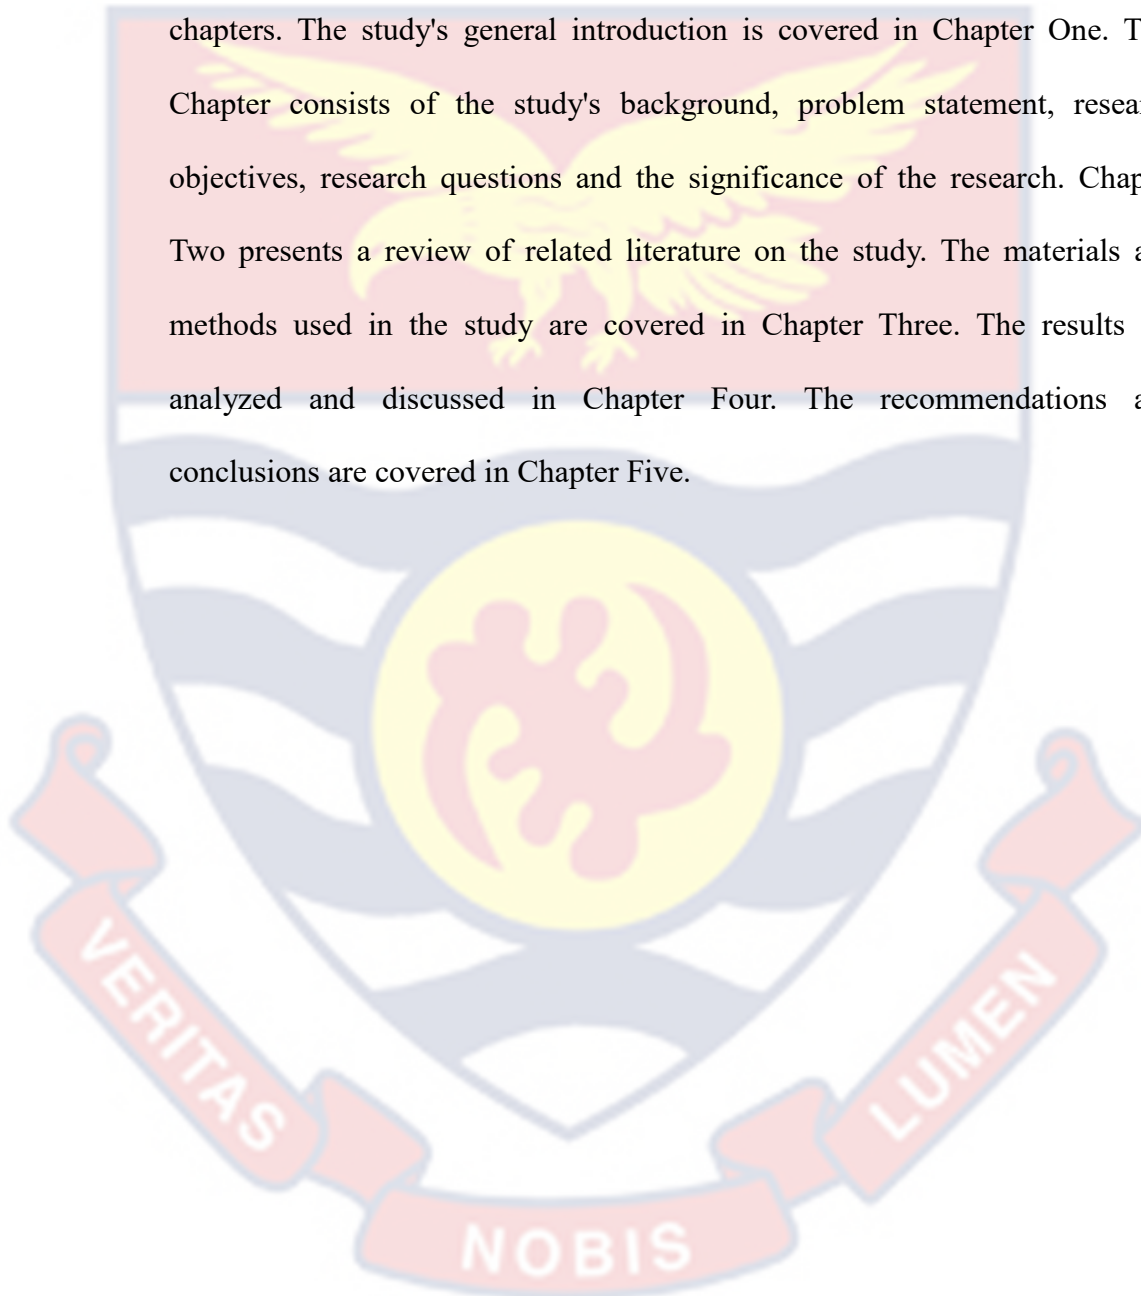 chapters. The study's general introduction is covered in Chapter One. T
Chapter consists of the study's background, problem statement, resear
objectives, research questions and the significance of the research. Chap
Two presents a review of related literature on the study. The materials a
methods used in the study are covered in Chapter Three. The results
analyzed and discussed in Chapter Four. The recommendations a
conclusions are covered in Chapter Five.
VERITAS
NOBIS
LUMEN